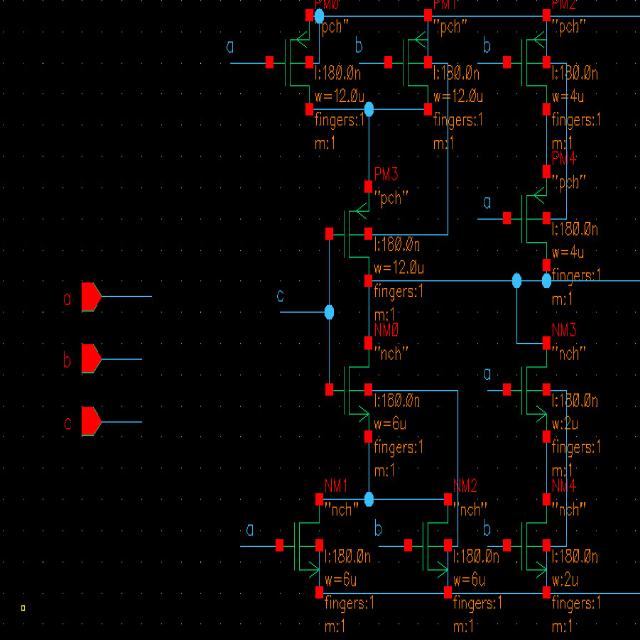 PM0
"pch"
a
l:180.0n
w=12.0u
fingers:1
m:1
PM1
"pch"
b
l:180.0n
w=12.0u
fingers:1
m:1
PM2
"pch"
b
l:180.0n
w=4u
fingers:1
m:1
PM3
"pch"
l:180.0n
w=12.0u
fingers:1
m:1
PM4
"pch"
a
l:180.0n
w=4u
fingers:1
m:1
a
b
c
c
NM0
"nch"
l:180.0n
w=6u
fingers:1
m:1
NM3
"nch"
a
l:180.0n
w:2u
fingers:1
m:1
NM1
"nch"
a
l:180.0n
w=6u
fingers:1
m:1
NM2
"nch"
b
l:180.0n
w=6u
fingers:1
m:1
NM4
"nch"
b
l:180.0n
w:2u
fingers:1
m:1